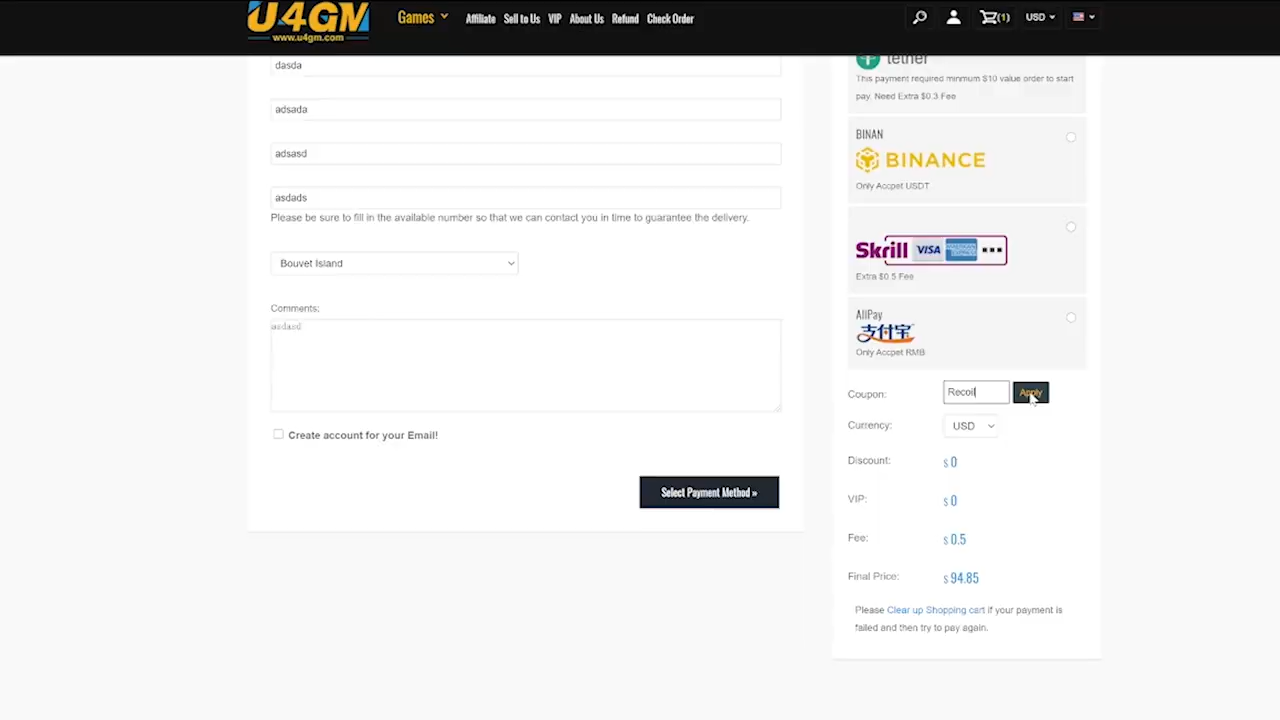 U4GM
www.u4gm.com
Games
Affiliate
Sell to Us
VIP
About Us
Refund
Check Order
(1)
USD
dasda
adsada
adsasd
asdads
Please be sure to fill in the available number so that we can contact you in time to guarantee the delivery.
Bouvet Island
Comments:
asdasd
Create account for your Email!
Select Payment Method »
tether
This payment required minimum $10 value order to start
pay. Need Extra $0.3 Fee
BINAN
BINANCE
Only Accpet USDT
Skrill VISA
Extra $0.5 Fee
AliPay
支付宝
Only Accpet RMB
Coupon:
Recoil
Apply
Currency:
USD
Discount:
$ 0
VIP:
$ 0
Fee:
$ 0.5
Final Price:
$ 94.85
Please Clear up Shopping cart if your payment is
failed and then try to pay again.